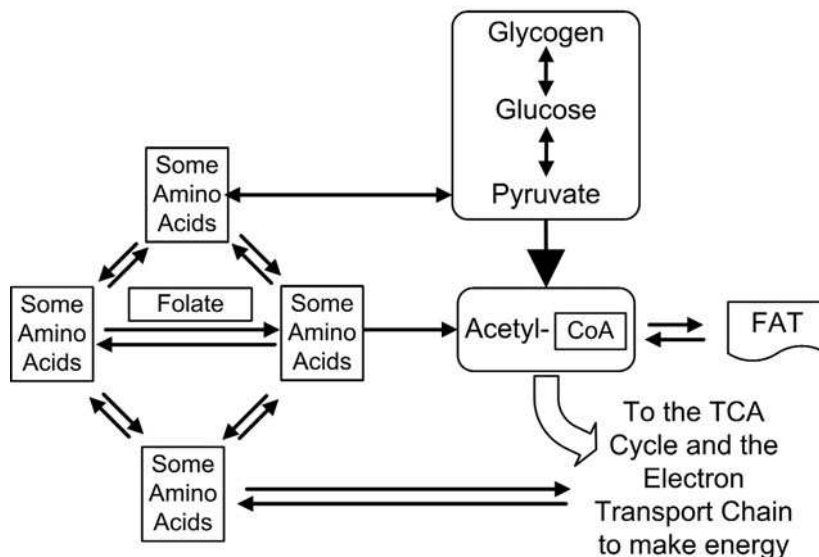 Glycogen
Glucose
Pyruvate
Some
Amino
Acids
Some
Amino
Acids
Folate
Some
Amino
Acids
Acetyl- CoA
FAT
Some
Amino
Acids
To the TCA
Cycle and the
Electron
Transport Chain
to make energy